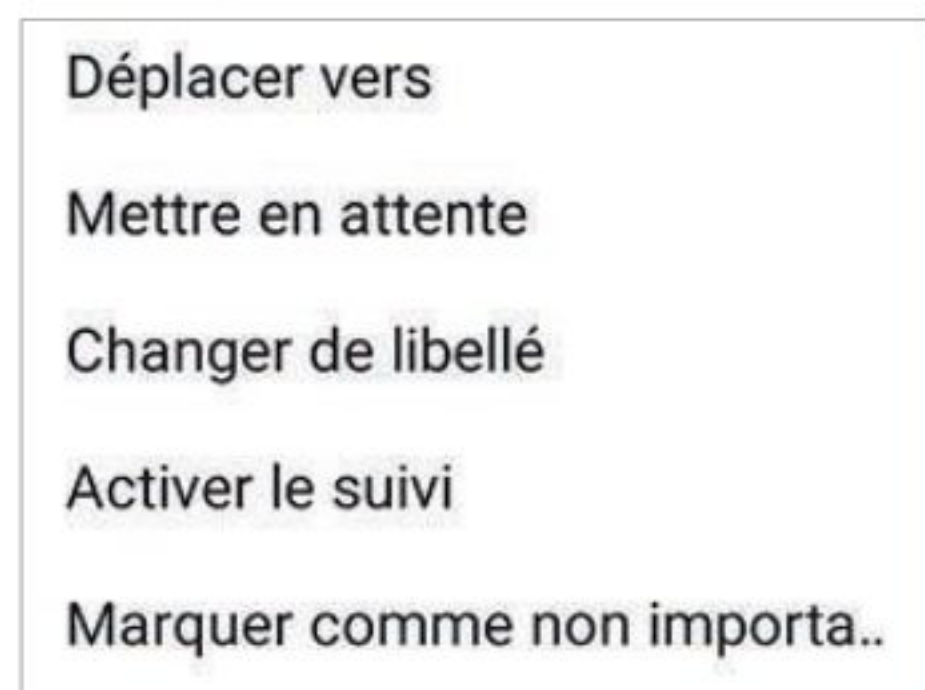 Déplacer vers
Mettre en attente
Changer de libellé
Activer le suivi
Marquer comme non importa..